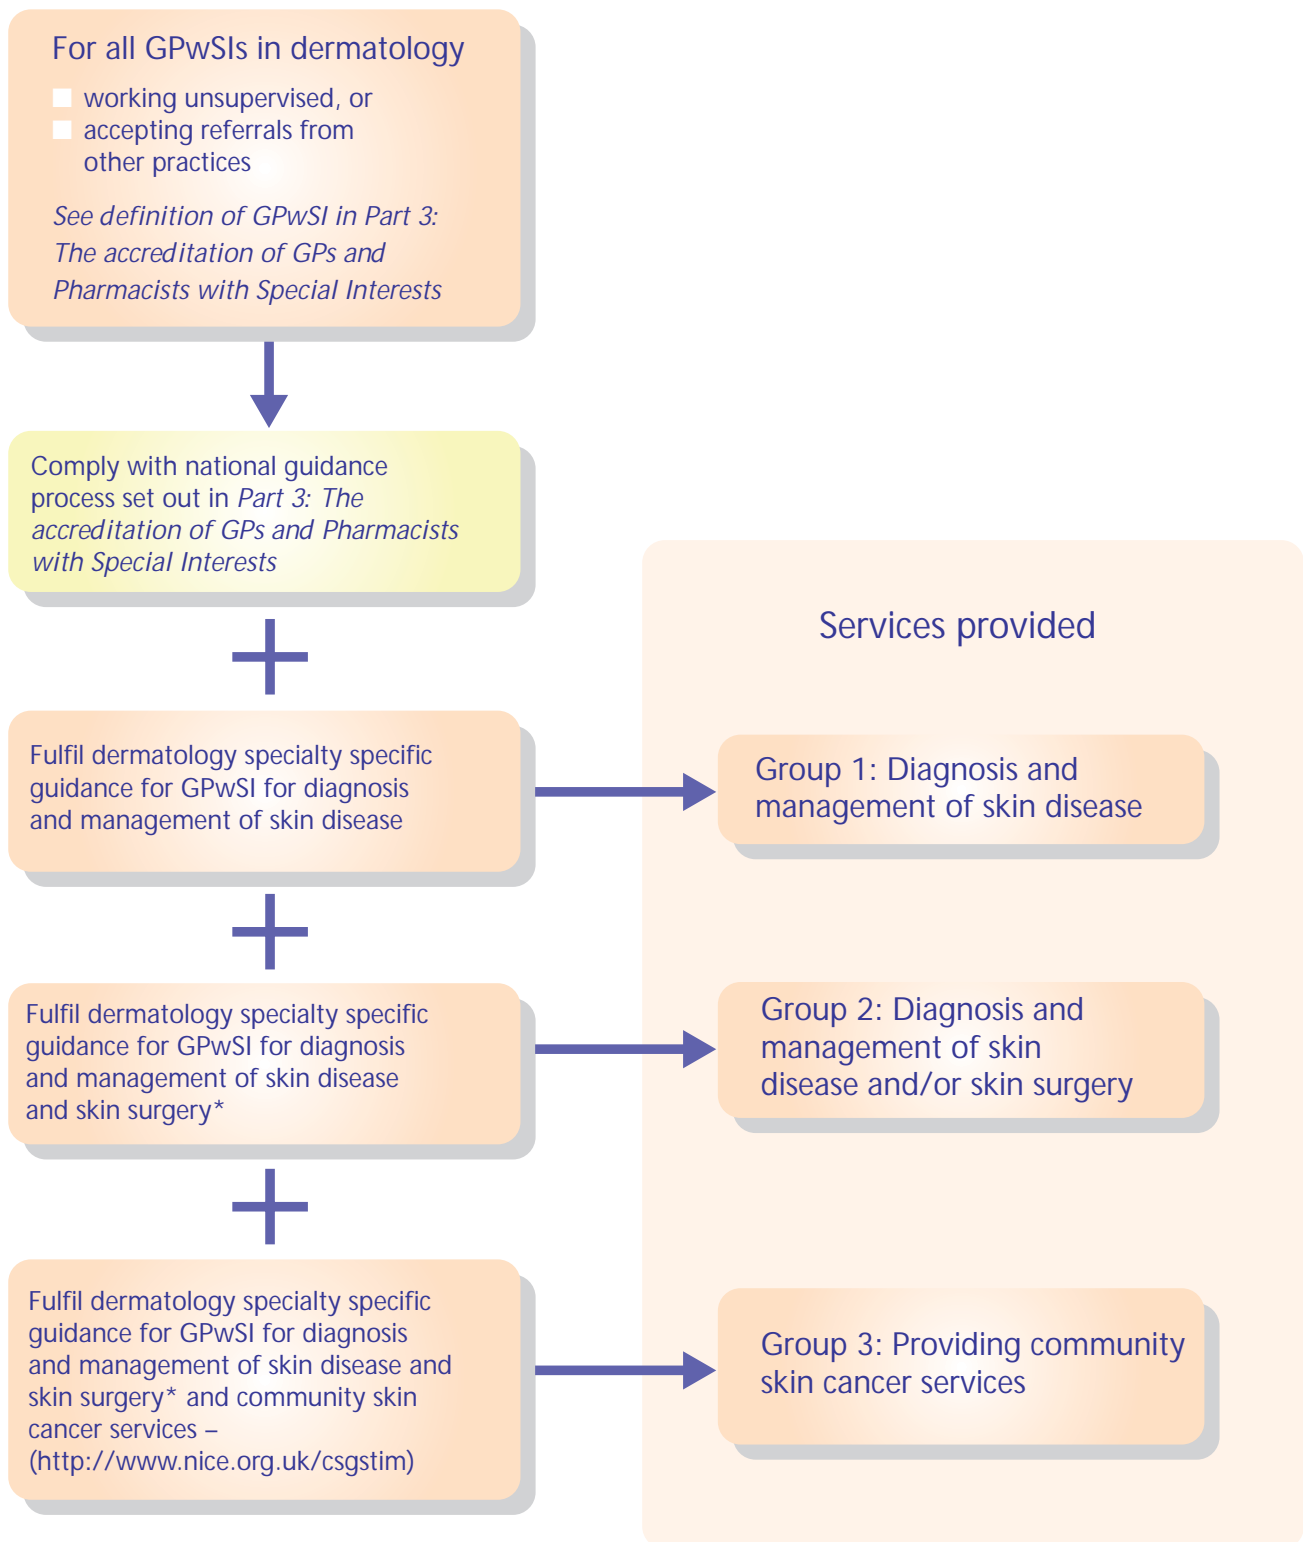 For all GPwSIs in dermatology
working unsupervised, or
accepting referrals from
other practices
See definition of GPwSI in Part 3:
The accreditation of GPs and
Pharmacists with Special Interests
Comply with national guidance
process set out in Part 3: The
accreditation of GPs and Pharmacists
with Special Interests
Services provided
Fulfil dermatology specialty specific
guidance for GPwSI for diagnosis
and management of skin disease
Group 1: Diagnosis and
management of skin disease
Fulfil dermatology specialty specific
guidance for GPwSI for diagnosis
and management of skin disease
and skin surgery*
Group 2: Diagnosis and
management of skin
disease and/or skin surgery
Fulfil dermatology specialty specific
guidance for GPwSI for diagnosis
and management of skin disease and
skin surgery* and community skin
cancer services –
(http://www.nice.org.uk/csgstim)
Group 3: Providing community
skin cancer services